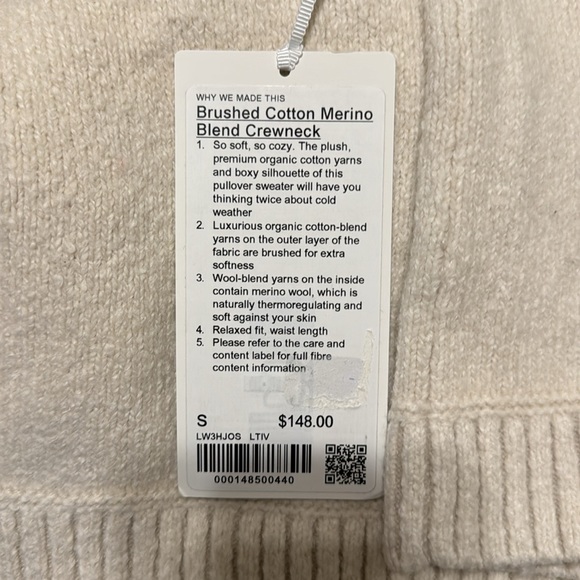 WHY WE MADE THIS
Brushed Cotton Merino
Blend Crewneck
1. So soft, so cozy. The plush,
premium organic cotton yarns
and boxy silhouette of this
pullover sweater will have you
thinking twice about cold
weather
2. Luxurious organic cotton-blend
yarns on the outer layer of the
fabric are brushed for extra
softness
3. Wool-blend yarns on the inside
contain merino wool, which is
naturally thermoregulating and
soft against your skin
4. Relaxed fit, waist length
5. Please refer to the care and
content label for full fibre
content information
S $148.00
LW3HJOS LTIV
000148500440